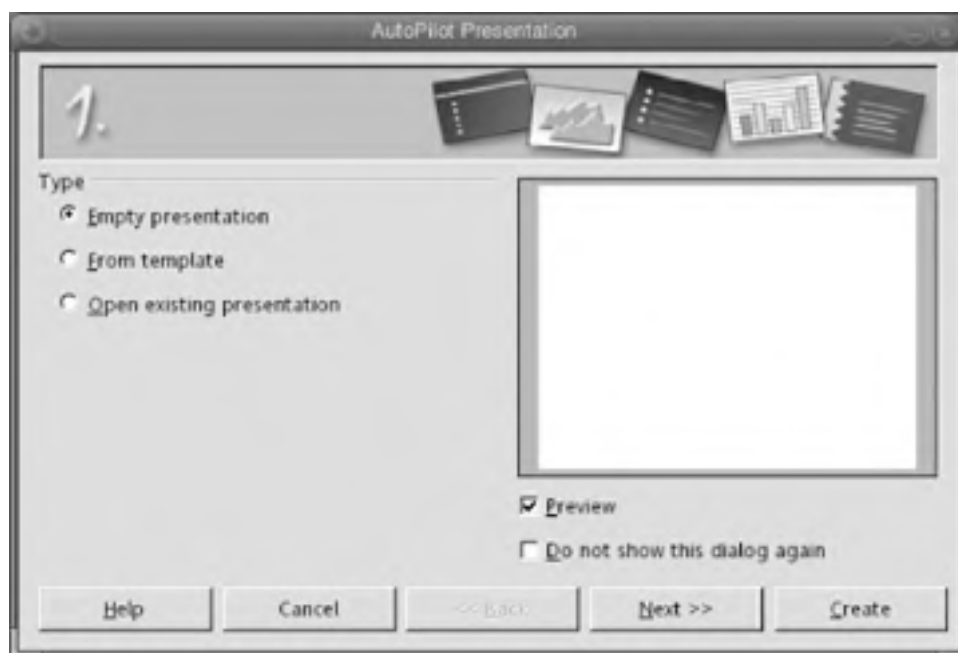 AutoPilot Presentation
1.
Type
Empty presentation
From template
Open existing presentation
Preview
Do not show this dialog again
Help
Cancel
<< Back
Next >>
Create